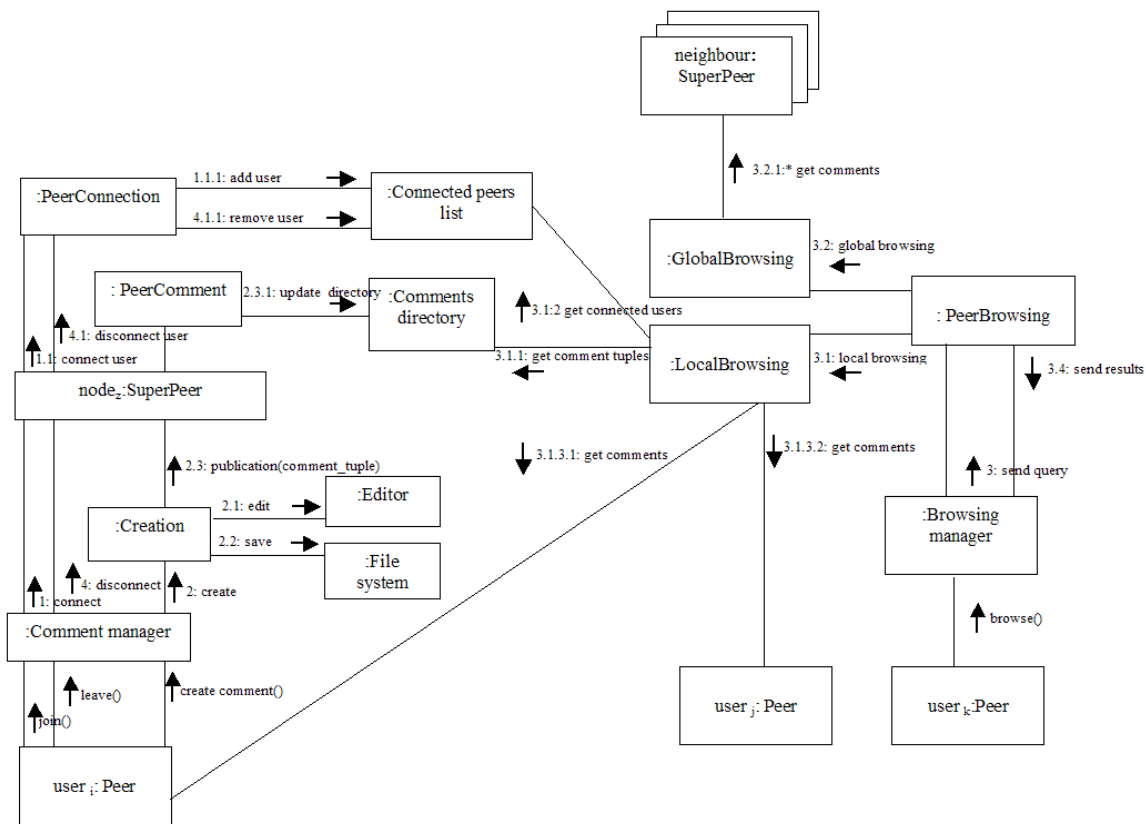 neighbour:
SuperPeer
3.2.1:* get comments
1.1.1: add user
:PeerConnection
:Connected peers
list
4.1.1: remove user
:GlobalBrowsing
3.2: global browsing
: PeerComment
2.3.1: update directory
:Comments
directory
3.1:2 get connected users
: PeerBrowsing
4.1: disconnect user
1.1: connect user
3.1.1: get comment tuples
:LocalBrowsing
3.1: local browsing
3.4: send results
node z:SuperPeer
3.1.3.1: get comments
3.1.3.2: get comments
2.3: publication(comment_tuple)
3: send query
:Editor
2.1: edit
:Creation
2.2: save
:File
system
:Browsing
manager
4: disconnect
2: create
1: connect
:Comment manager
browse()
leave()
create comment()
join()
user j: Peer
user k:Peer
user i: Peer